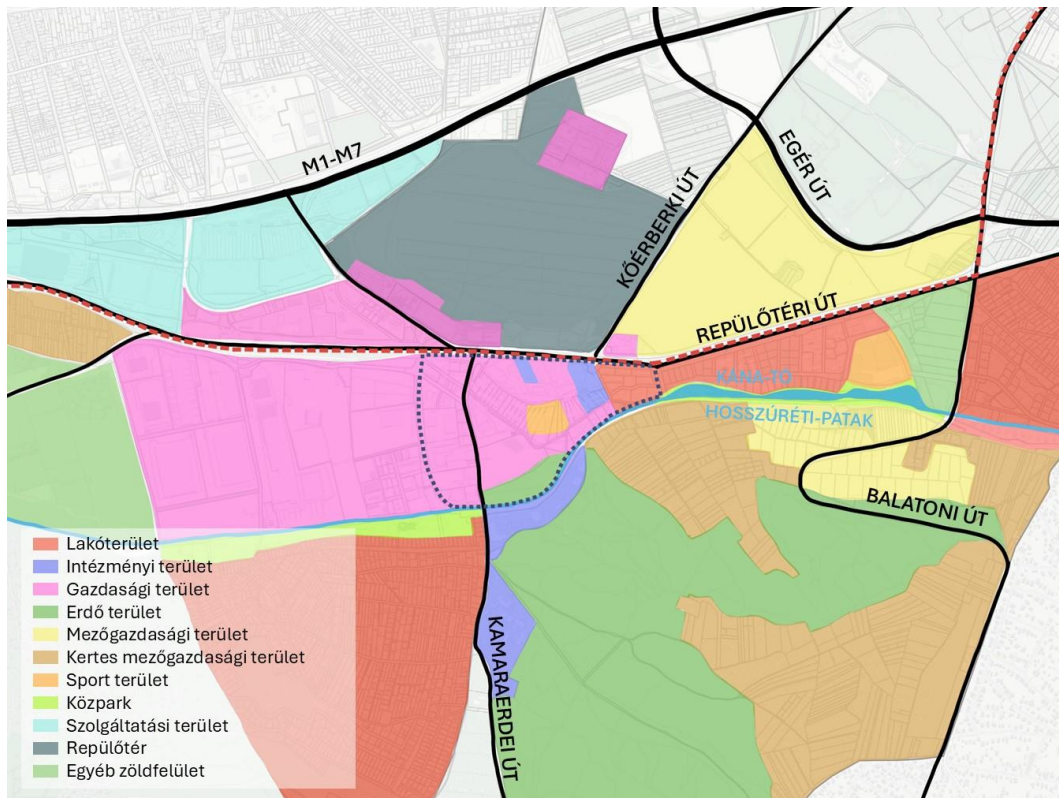 M1-M7
EGÉR ÚT
KŐÉRBERKI ÚT
REPÜLŐTÉRI ÚT
KÁNA-TÓ
HOSSZÚRÉTI-PATAK
BALATONI ÚT
KAMARAERDEI ÚT
Lakóterület
Intézményi terület
Gazdasági terület
Erdő terület
Mezőgazdasági terület
Kertes mezőgazdasági terület
Sport terület
Közpark
Szolgáltatási terület
Repülőtér
Egyéb zöldfelület